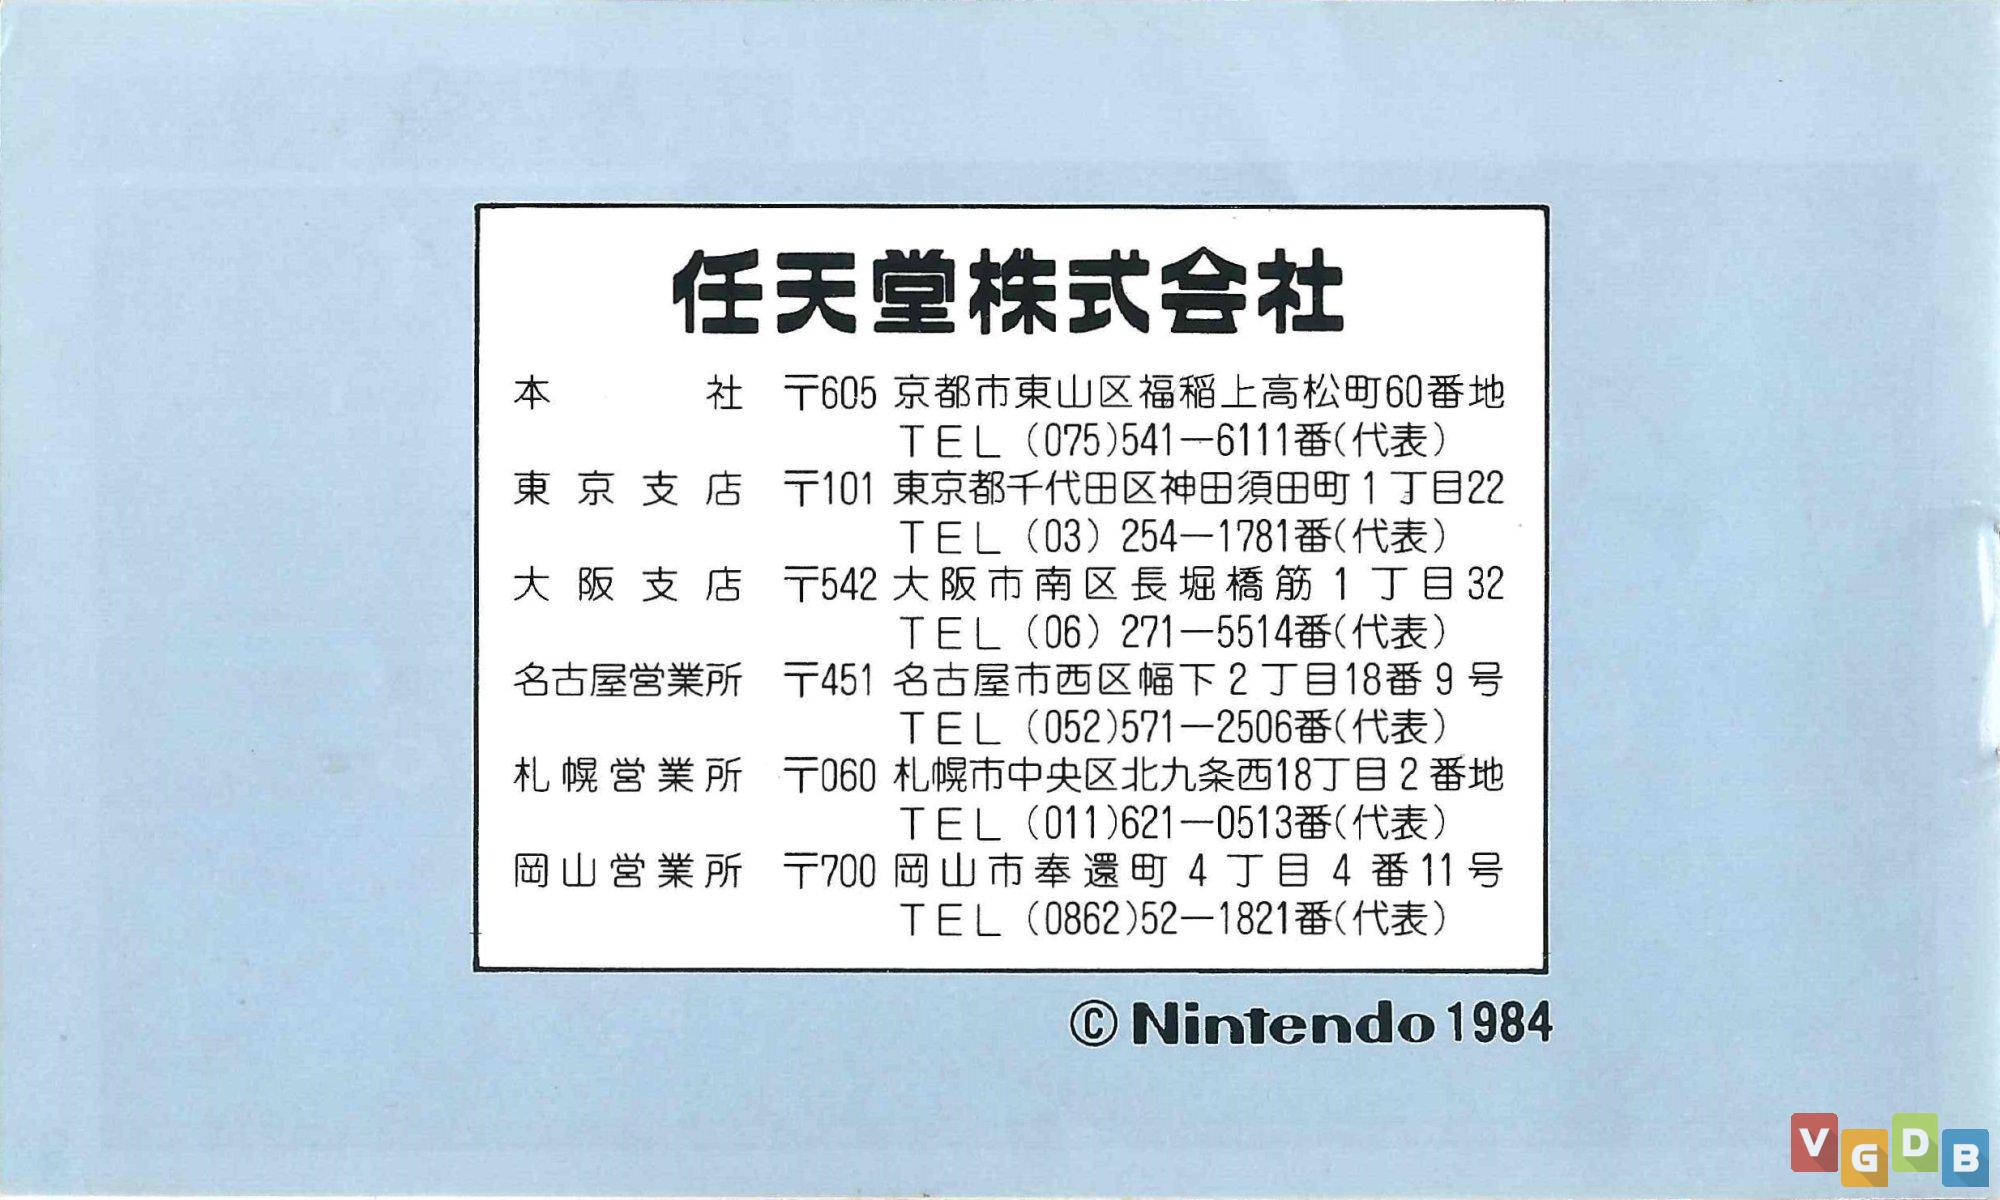 任天堂株式会社
本社 〒605 京都市東山区福稲上高松町60番地
TEL (075)541-6111番(代表)
東京支店 〒101 東京都千代田区神田須田町1丁目22
TEL (03) 254-1781番(代表)
大阪支店 〒542 大阪市南区長堀橋筋1丁目32
TEL (06) 271-5514番(代表)
名古屋営業所 〒451 名古屋市西区幅下2丁目18番9号
TEL (052)571-2506番(代表)
札幌営業所 〒060 札幌市中央区北九条西18丁目2番地
TEL (011)621-0513番(代表)
岡山営業所 〒700 岡山市奉還町4丁目4番11号
TEL (0862)52-1821番(代表)
© Nintendo 1984
VGDB